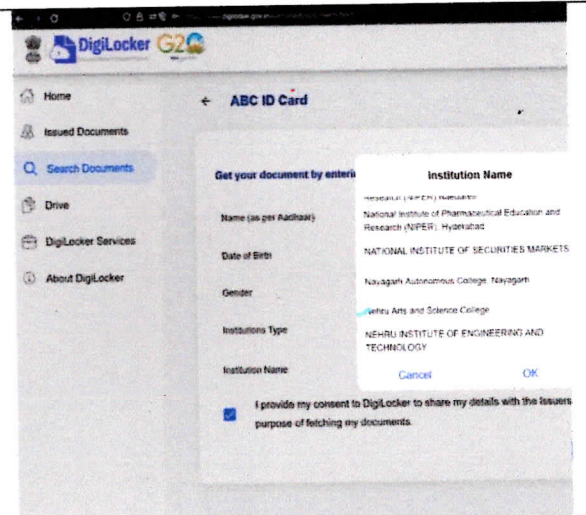 DigiLocker G20
Home
Issued Documents
Search Documents
Drive
DigiLocker Services
About DigiLocker
← ABC ID Card
Get your document by enterin
Name (as per Aadhaar)
Date of Birth
Gender
Institutions Type
Institution Name
I provide my consent to DigiLocker to share my details with the Issuers
purpose of fetching my documents.
Institution Name
Research (NIPER)
National Institute of Pharmaceutical Education and
Research (NIPER), Hyderabad
NATIONAL INSTITUTE OF SECURITIES MARKETS
Nayagarh Autonomous College, Nayagarh
Nehru Arts and Science College
NEHRU INSTITUTE OF ENGINEERING AND
TECHNOLOGY
Cancel OK